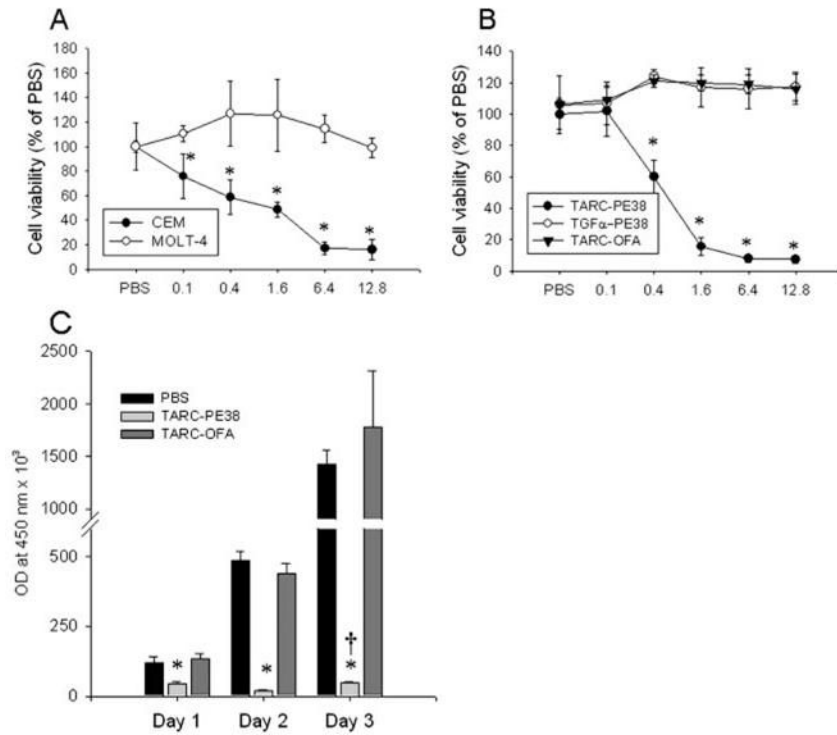 A
Cell viability (% of PBS)
180
160
140
120
100
80
60
40
20
0
CEM
MOLT-4
*
*
*
*
*
PBS 0.1 0.4 1.6 6.4 12.8
B
Cell viability (% of PBS)
140
120
100
80
60
40
20
0
TARC-PE38
TGFα-PE38
TARC-OFA
*
*
*
*
PBS 0.1 0.4 1.6 6.4 12.8
C
OD at 450 nm x 10³
2500
2000
1500
1000
500
250
0
PBS
TARC-PE38
TARC-OFA
*
*
†
*
Day 1 Day 2 Day 3